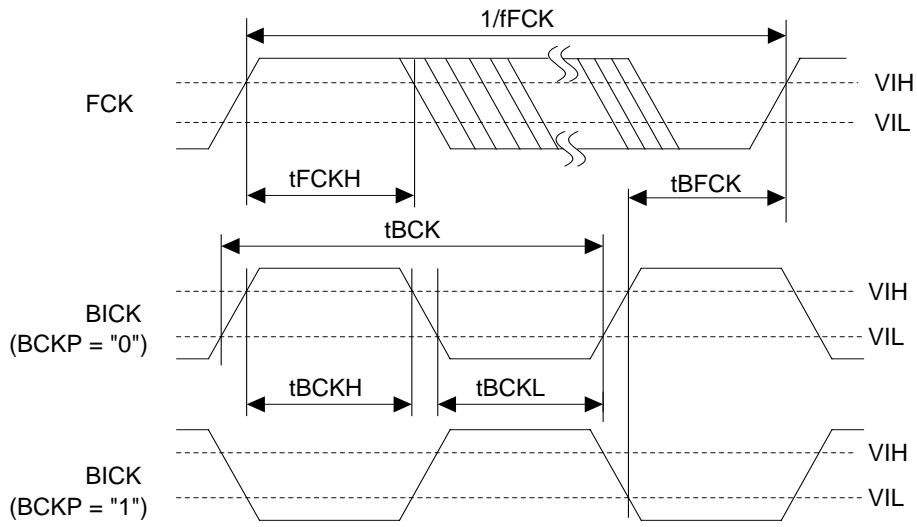 1/fFCK
FCK
VIH
VIL
tFCKH
tBFCK
tBCK
BICK
(BCKP = "0")
VIH
VIL
tBCKH
tBCKL
BICK
(BCKP = "1")
VIH
VIL